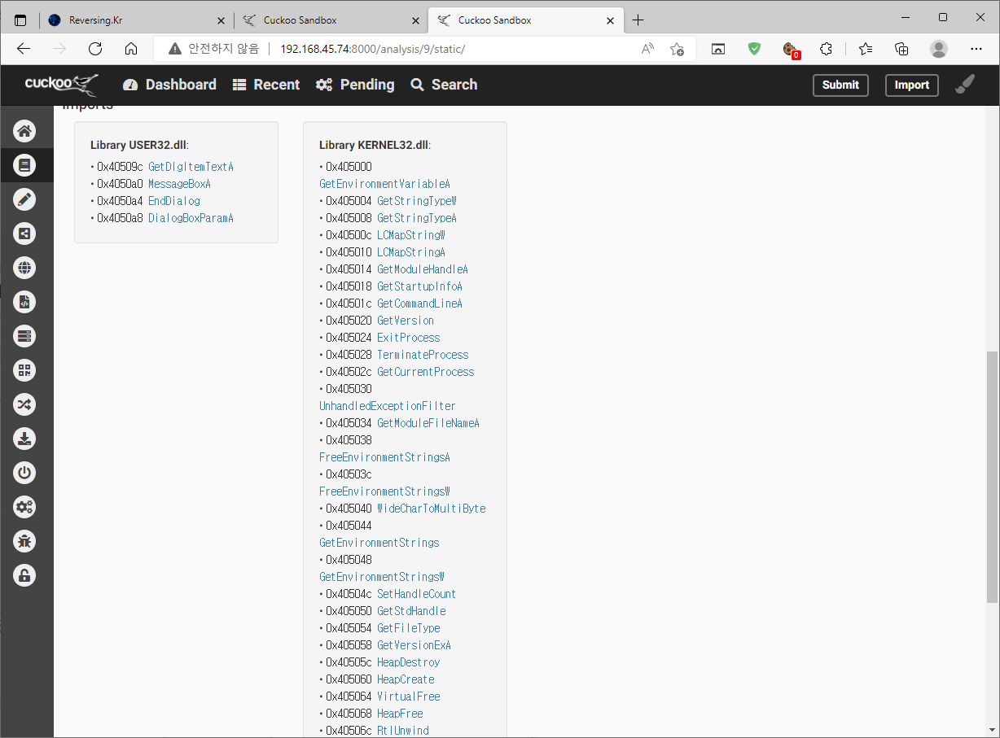 Reversing.Kr
Cuckoo Sandbox
Cuckoo Sandbox
안전하지 않음
192.168.45.74:8000/analysis/9/static/
0
cuckoo
Dashboard
Recent
Pending
Search
Submit
Import
Imports
Library USER32.dll:
• 0x40509c GetDlgItemTextA
• 0x4050a0 MessageBoxA
• 0x4050a4 EndDialog
• 0x4050a8 DialogBoxParamA
Library KERNEL32.dll:
• 0x405000
GetEnvironmentVariableA
• 0x405004 GetStringTypeW
• 0x405008 GetStringTypeA
• 0x40500c LCMapStringW
• 0x405010 LCMapStringA
• 0x405014 GetModuleHandleA
• 0x405018 GetStartupInfoA
• 0x40501c GetCommandLineA
• 0x405020 GetVersion
• 0x405024 ExitProcess
• 0x405028 TerminateProcess
• 0x40502c GetCurrentProcess
• 0x405030
UnhandledExceptionFilter
• 0x405034 GetModuleFileNameA
• 0x405038
FreeEnvironmentStringsA
• 0x40503c
FreeEnvironmentStringsW
• 0x405040 WideCharToMultiByte
• 0x405044
GetEnvironmentStrings
• 0x405048
GetEnvironmentStringsW
• 0x40504c SetHandleCount
• 0x405050 GetStdHandle
• 0x405054 GetFileType
• 0x405058 GetVersionExA
• 0x40505c HeapDestroy
• 0x405060 HeapCreate
• 0x405064 VirtualFree
• 0x405068 HeapFree
• 0x40506c RtlUnwind